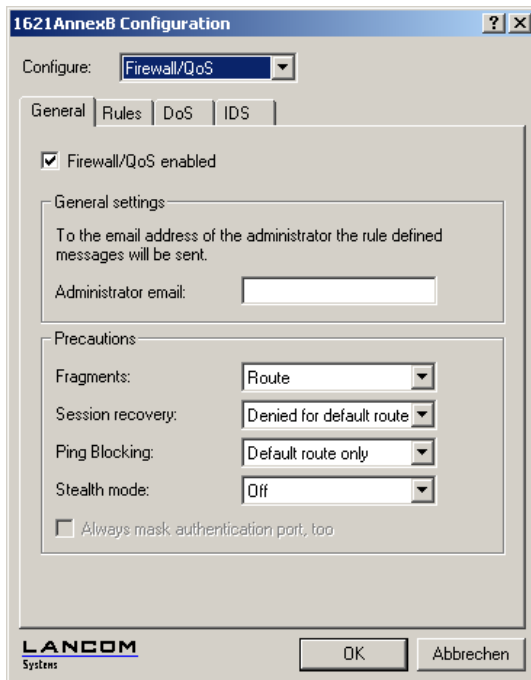 1621AnnexB Configuration
Configure: Firewall/QoS
General Rules DoS IDS
Firewall/QoS enabled
General settings
To the email address of the administrator the rule defined
messages will be sent.
Administrator email:
Precautions
Fragments: Route
Session recovery: Denied for default route
Ping Blocking: Default route only
Stealth mode: Off
Always mask authentication port, too
LANCOM
Systems
OK Abbrechen